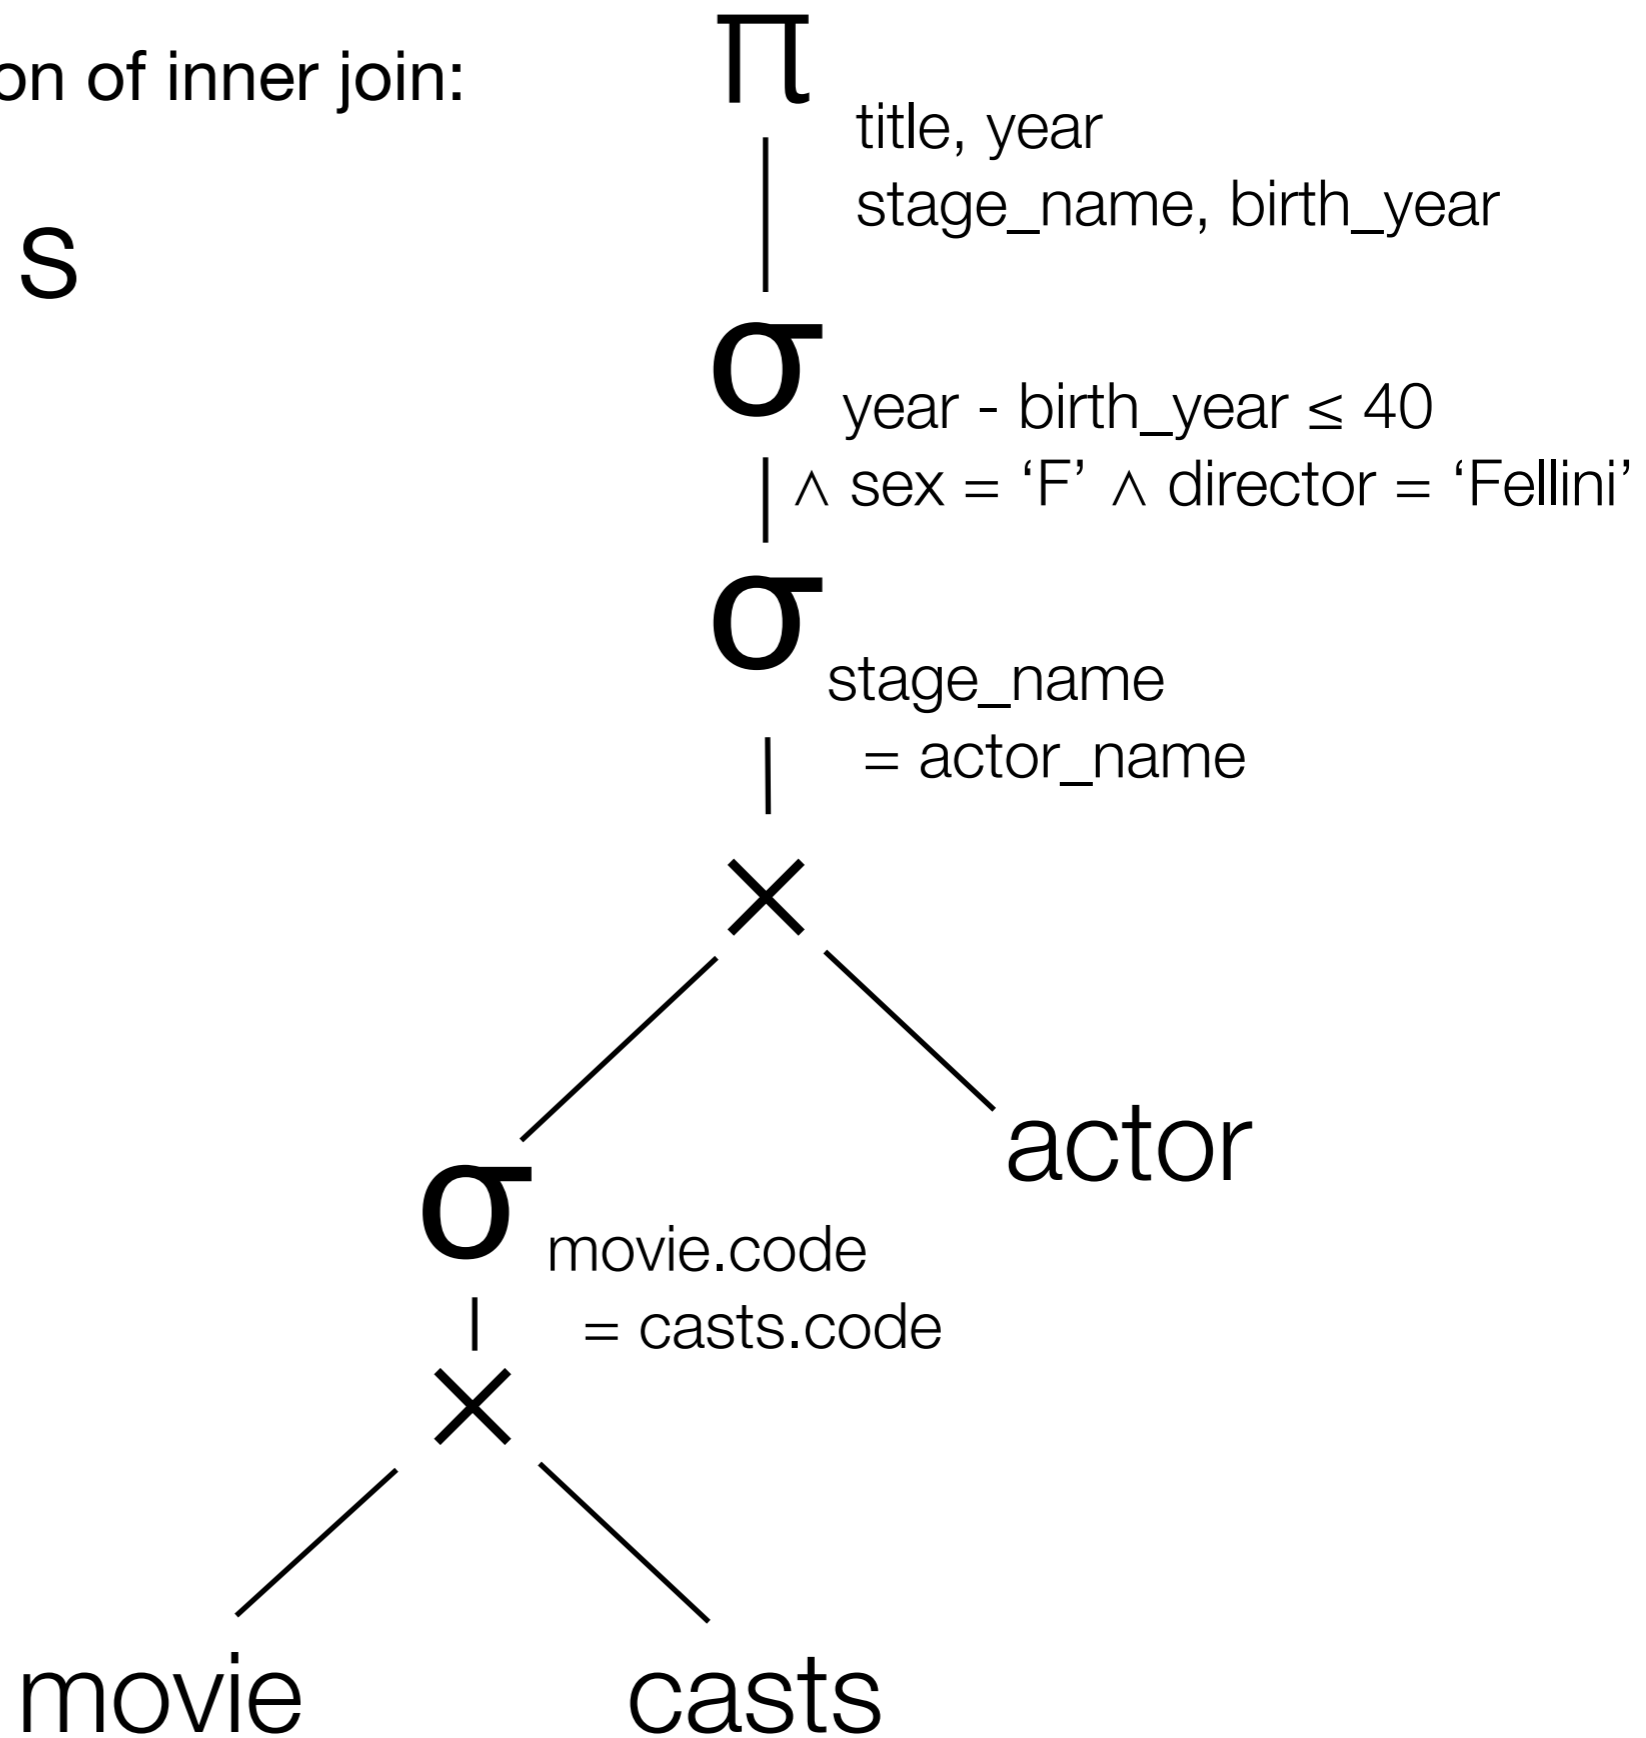 π
on of inner join:
title, year
stage_name, birth_year
s
σ
year - birth_year ≤ 40
∧ sex = ‘F’ ∧ director = ‘Fellini’
σ
stage_name
= actor_name
×
actor
σ
movie.code
= casts.code
×
movie
casts